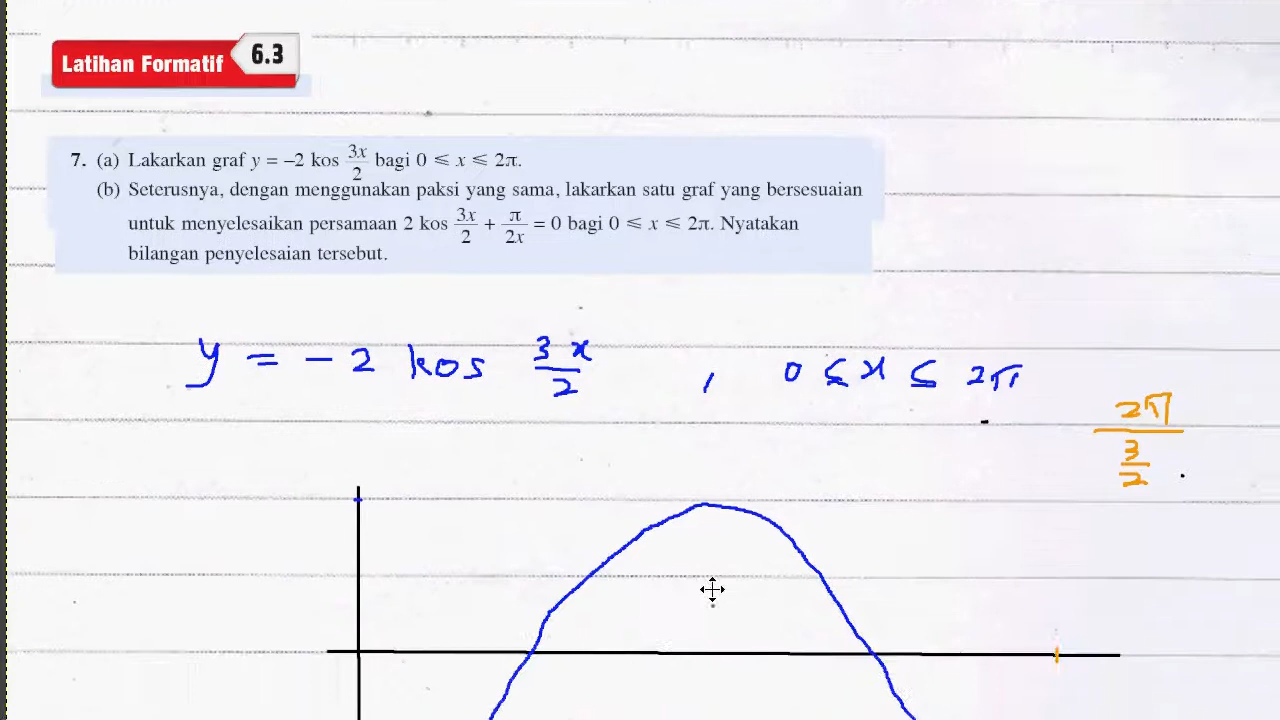 Latihan Formatif 6.3
7. (a) Lakarkan graf y = –2 kos 3x/2 bagi 0 ⩽ x ⩽ 2π.
(b) Seterusnya, dengan menggunakan paksi yang sama, lakarkan satu graf yang bersesuaian
untuk menyelesaikan persamaan 2 kos 3x/2 + π/2x = 0 bagi 0 ⩽ x ⩽ 2π. Nyatakan
bilangan penyelesaian tersebut.
y = – 2 kos 3x/2 , 0 ≤ x ≤ 2π
2π
3/2